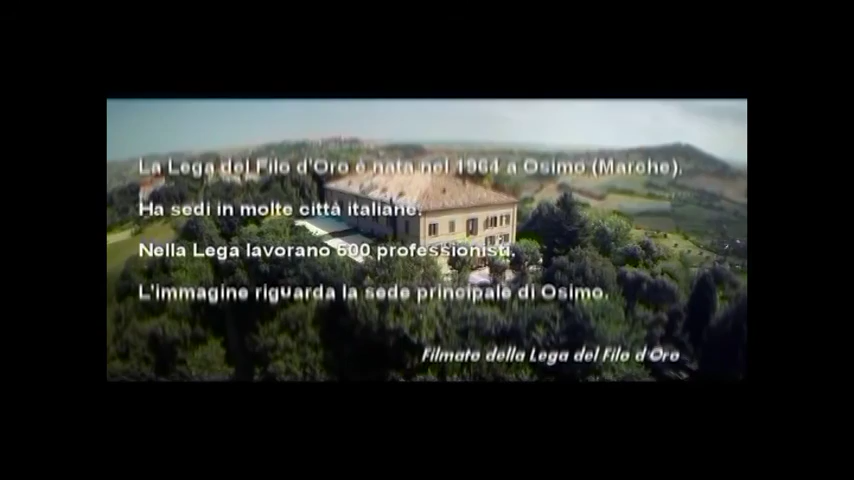 La Lega del Filo d'Oro è nata nel 1964 a Osimo (Marche).
Ha sedi in molte città italiane.
Nella Lega lavorano 600 professionisti.
L'immagine riguarda la sede principale di Osimo.
Filmato della Lega del Filo d'Oro